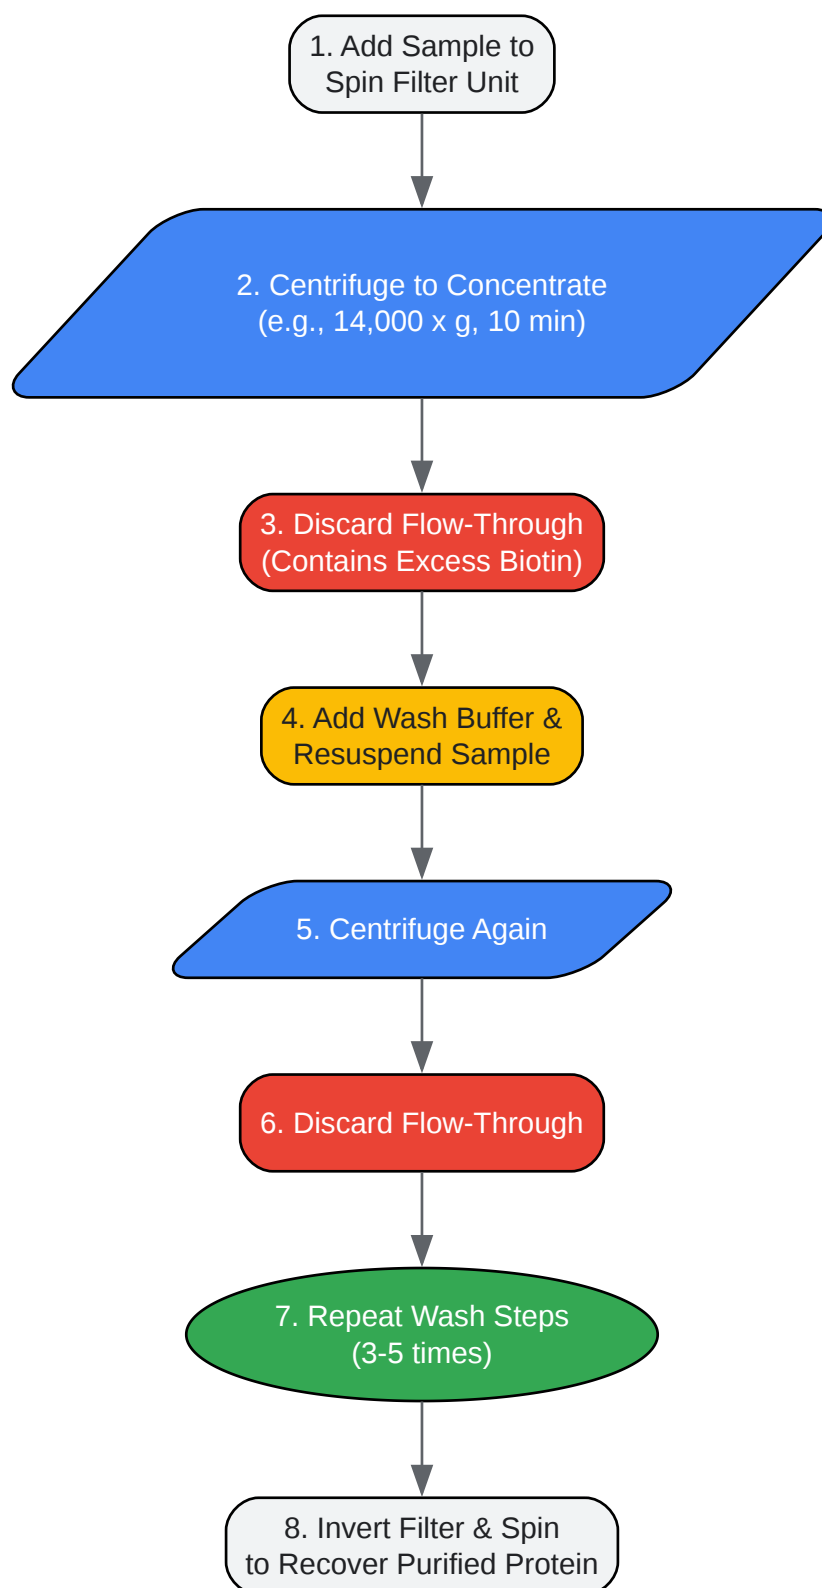 1. Add Sample to
Spin Filter Unit
2. Centrifuge to Concentrate
(e.g., 14,000 x g, 10 min)
3. Discard Flow-Through
(Contains Excess Biotin)
4. Add Wash Buffer &
Resuspend Sample
5. Centrifuge Again
6. Discard Flow-Through
7. Repeat Wash Steps
(3-5 times)
8. Invert Filter & Spin
to Recover Purified Protein